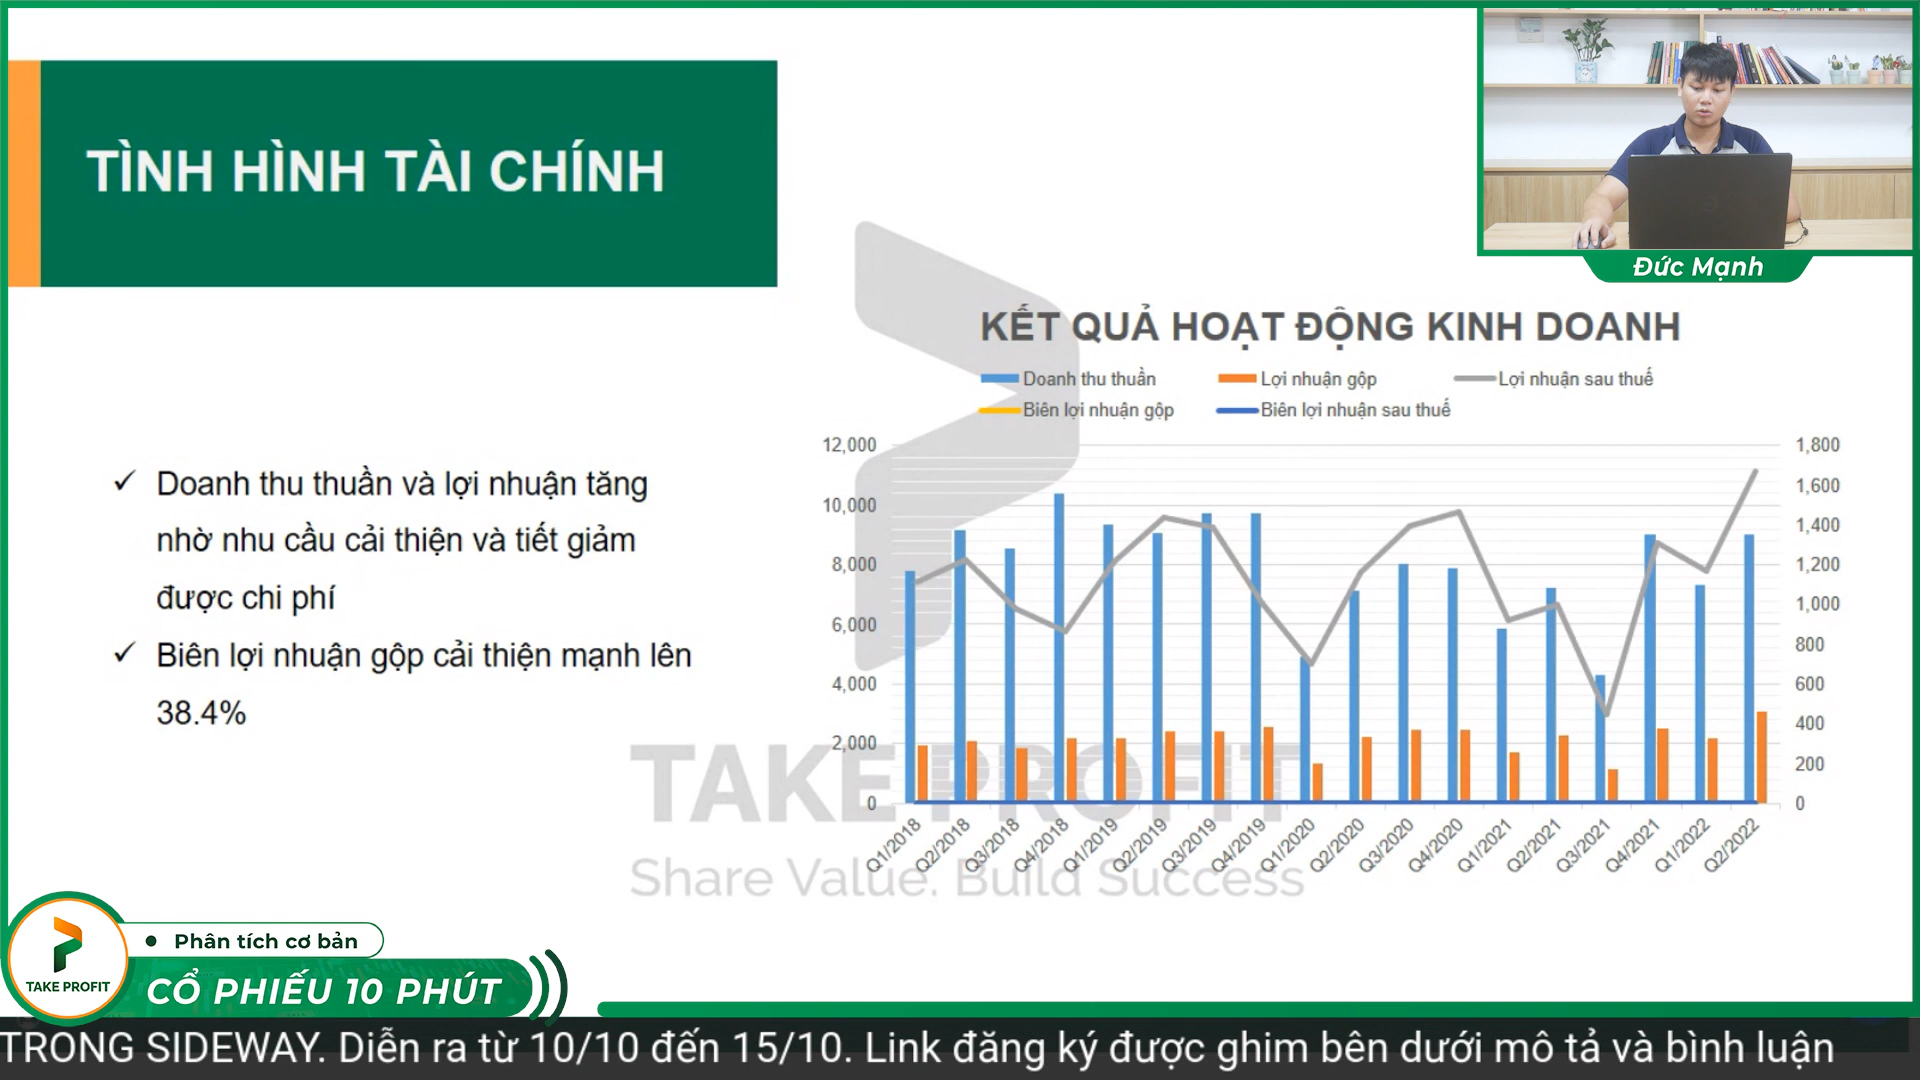 TÌNH HÌNH TÀI CHÍNH
Đức Mạnh
✓ Doanh thu thuần và lợi nhuận tăng
nhờ nhu cầu cải thiện và tiết giảm
được chi phí
✓ Biên lợi nhuận gộp cải thiện mạnh lên
38.4%
KẾT QUẢ HOẠT ĐỘNG KINH DOANH
Doanh thu thuần Lợi nhuận gộp Lợi nhuận sau thuế
Biên lợi nhuận gộp Biên lợi nhuận sau thuế
12,000 1,800
1,600
10,000 1,400
8,000 1,200
6,000 1,000
800
4,000 600
2,000 400
200
0 0
Q1/2018 Q2/2018 Q3/2018 Q4/2018 Q1/2019 Q2/2019 Q3/2019 Q4/2019 Q1/2020 Q2/2020 Q3/2020 Q4/2020 Q1/2021 Q2/2021 Q3/2021 Q4/2021 Q1/2022 Q2/2022
TAKE PROFIT
Share Value. Build Success
• Phân tích cơ bản
TAKE PROFIT
CỔ PHIẾU 10 PHÚT
TRONG SIDEWAY. Diễn ra từ 10/10 đến 15/10. Link đăng ký được ghim bên dưới mô tả và bình luận